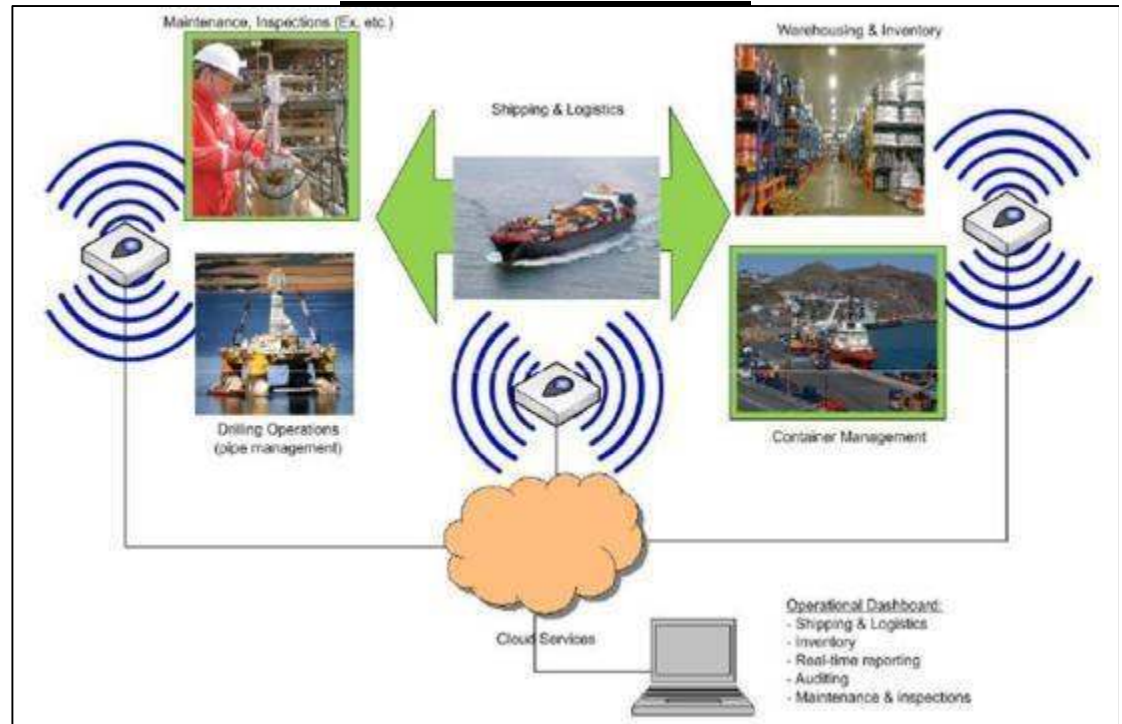 Maintenance, Inspections (Ex. etc.)
Warehousing & Inventory
Shipping & Logistics
Drilling Operations
(pipe management)
Container Management
Cloud Services
Operational Dashboard:
- Shipping & Logistics
- Inventory
- Real-time reporting
- Auditing
- Maintenance & inspections